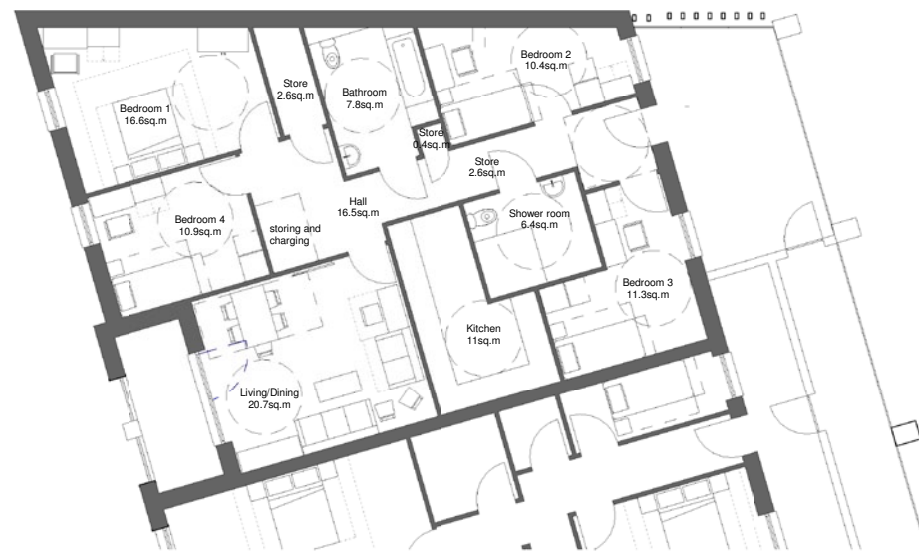 Bedroom 1
16.6sq.m
Store
2.6sq.m
Bathroom
7.8sq.m
Bedroom 2
10.4sq.m
Store
0.4sq.m
Store
2.6sq.m
Hall
16.5sq.m
Bedroom 4
10.9sq.m
storing and
charging
Shower room
6.4sq.m
Bedroom 3
11.3sq.m
Kitchen
11sq.m
Living/Dining
20.7sq.m